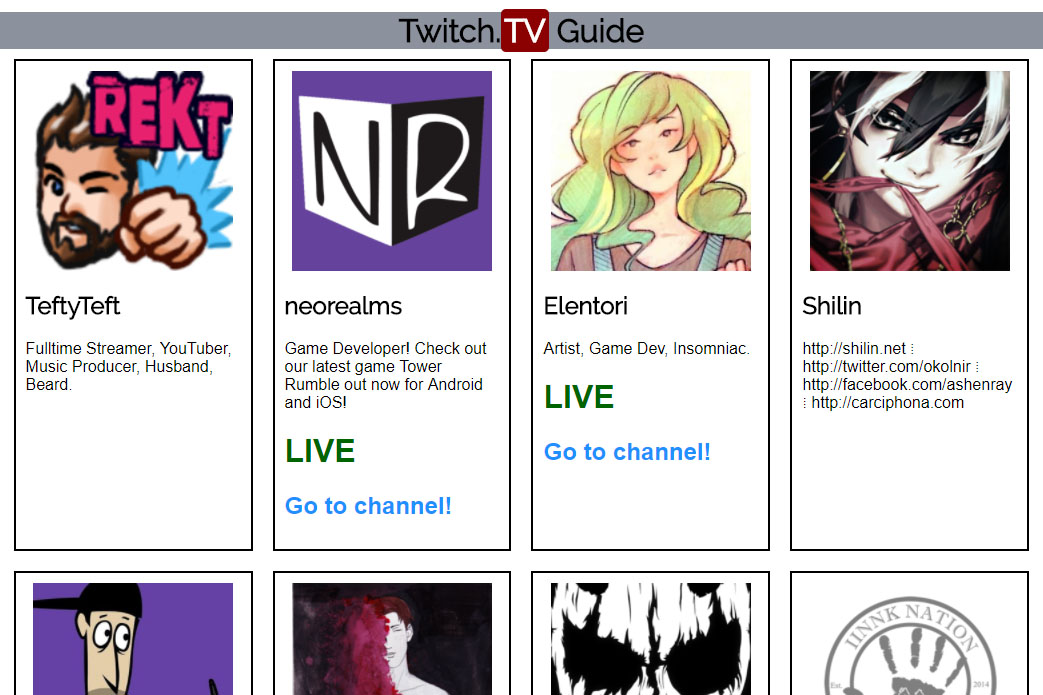 Twitch.TV Guide
REKT
NR
TeftyTeft
Fulltime Streamer, YouTuber,
Music Producer, Husband,
Beard.
neorealms
Game Developer! Check out
our latest game Tower
Rumble out now for Android
and iOS!
LIVE
Go to channel!
Elentori
Artist, Game Dev, Insomniac.
LIVE
Go to channel!
Shilin
http://shilin.net ⁞
http://twitter.com/okolnir ⁞
http://facebook.com/ashenray
⁞ http://carciphona.com
IINNK NATION
Est. 2014